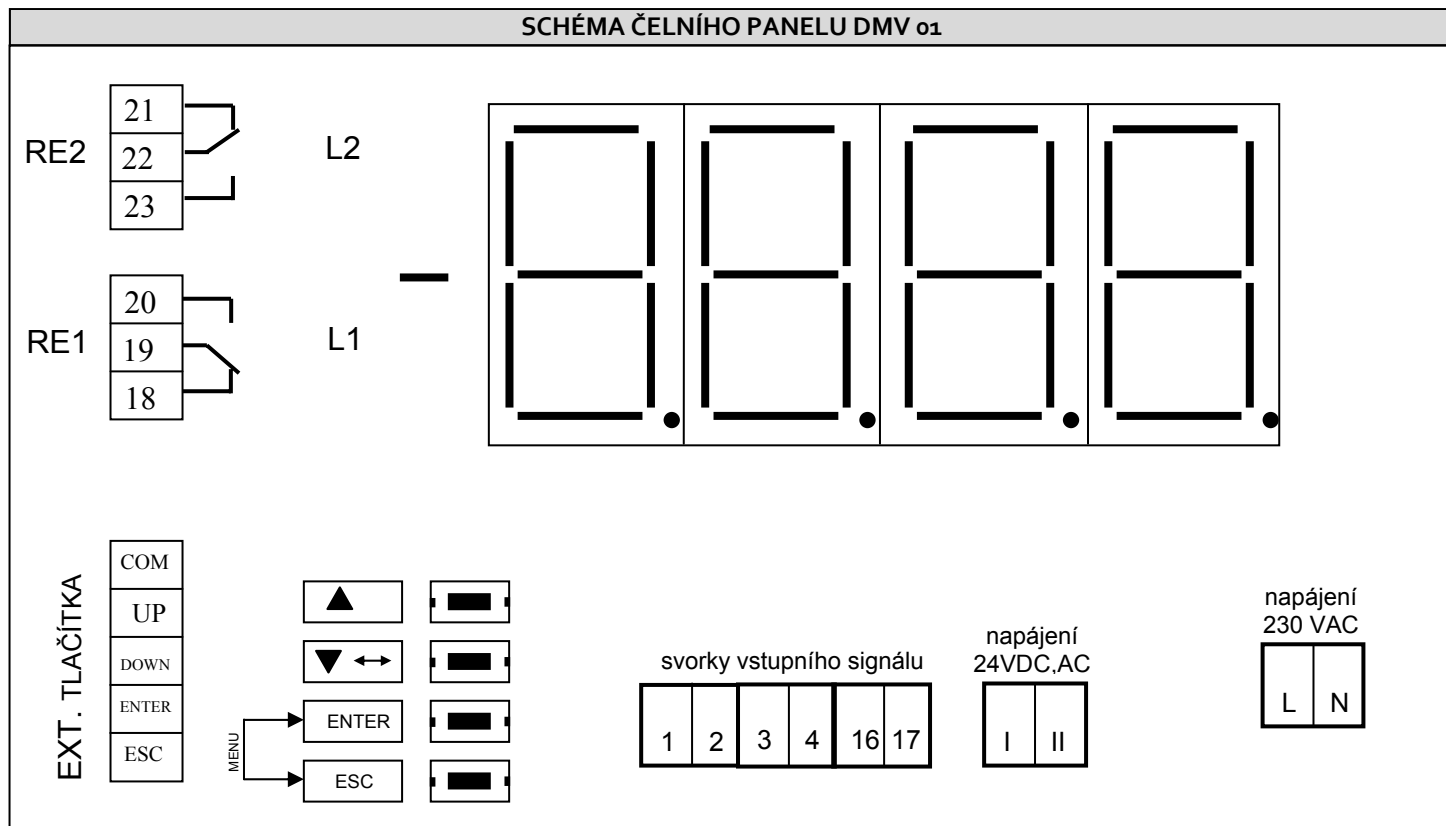 SCHÉMA ČELNÍHO PANELU DMV 01
RE2
21
22
23
L2
RE1
20
19
18
L1
EXT. TLAČÍTKA
COM
UP
DOWN
ENTER
ESC
MENU
ENTER
ESC
svorky vstupního signálu
1 2 3 4 16 17
napájení
24VDC,AC
I II
napájení
230 VAC
L N